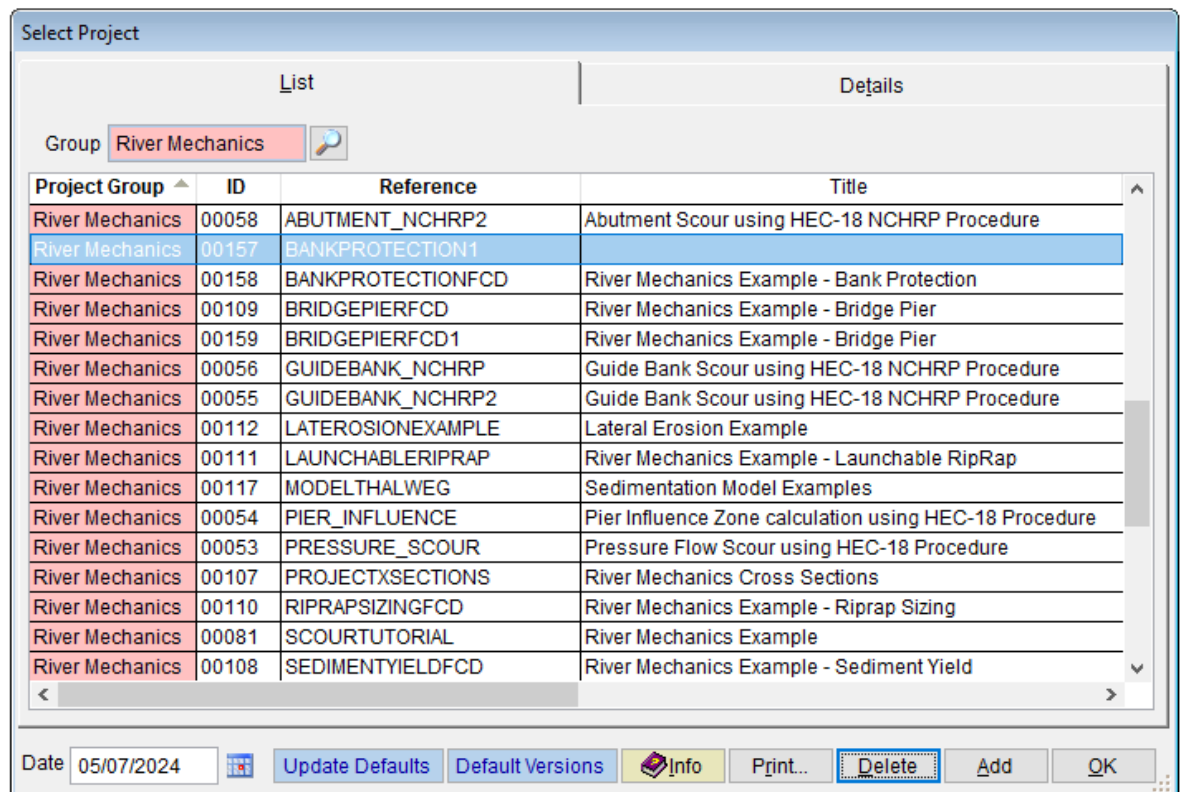 Select Project
List Details
Group River Mechanics
Project Group ID Reference Title
River Mechanics 00058 ABUTMENT_NCHRP2 Abutment Scour using HEC-18 NCHRP Procedure
River Mechanics 00157 BANKPROTECTION1
River Mechanics 00158 BANKPROTECTIONFCD River Mechanics Example - Bank Protection
River Mechanics 00109 BRIDGEPIERFCD River Mechanics Example - Bridge Pier
River Mechanics 00159 BRIDGEPIERFCD1 River Mechanics Example - Bridge Pier
River Mechanics 00056 GUIDEBANK_NCHRP Guide Bank Scour using HEC-18 NCHRP Procedure
River Mechanics 00055 GUIDEBANK_NCHRP2 Guide Bank Scour using HEC-18 NCHRP Procedure
River Mechanics 00112 LATEROSIONEXAMPLE Lateral Erosion Example
River Mechanics 00111 LAUNCHABLERIPRAP River Mechanics Example - Launchable RipRap
River Mechanics 00117 MODELTHALWEG Sedimentation Model Examples
River Mechanics 00054 PIER_INFLUENCE Pier Influence Zone calculation using HEC-18 Procedure
River Mechanics 00053 PRESSURE_SCOUR Pressure Flow Scour using HEC-18 Procedure
River Mechanics 00107 PROJECTXSECTIONS River Mechanics Cross Sections
River Mechanics 00110 RIPRAPSIZINGFCD River Mechanics Example - Riprap Sizing
River Mechanics 00081 SCOURTUTORIAL River Mechanics Example
River Mechanics 00108 SEDIMENTYIELDFCD River Mechanics Example - Sediment Yield
Date 05/07/2024 Update Defaults Default Versions Info Print... Delete Add OK